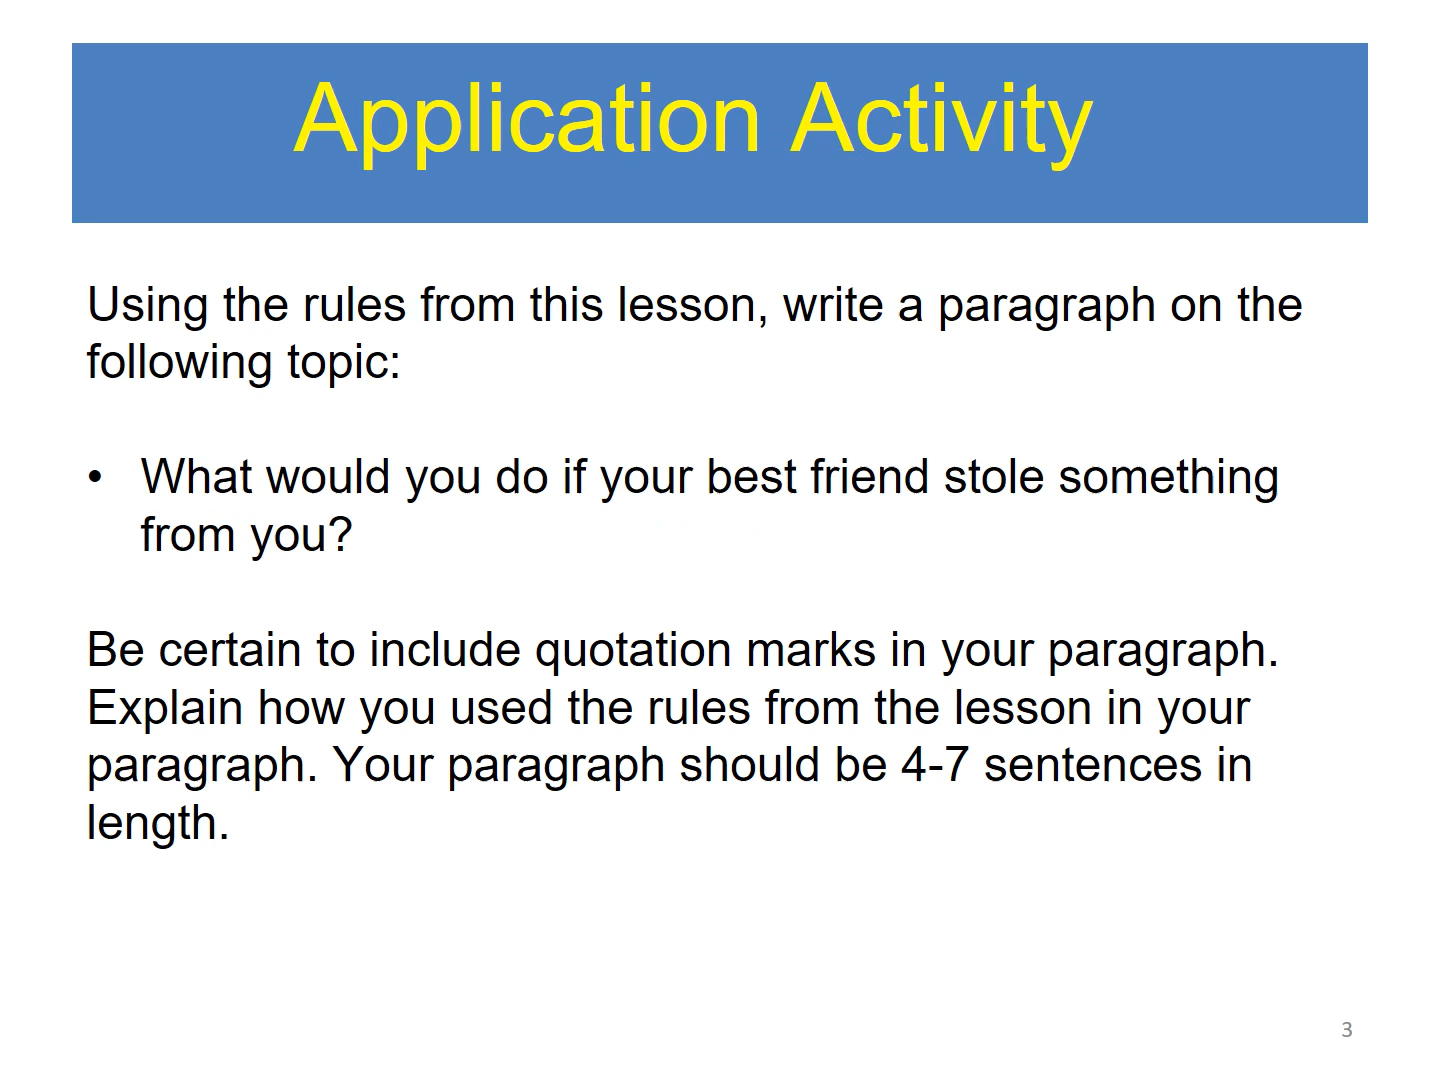 Application Activity
Using the rules from this lesson, write a paragraph on the
following topic:
• What would you do if your best friend stole something
from you?
Be certain to include quotation marks in your paragraph.
Explain how you used the rules from the lesson in your
paragraph. Your paragraph should be 4-7 sentences in
length.
3